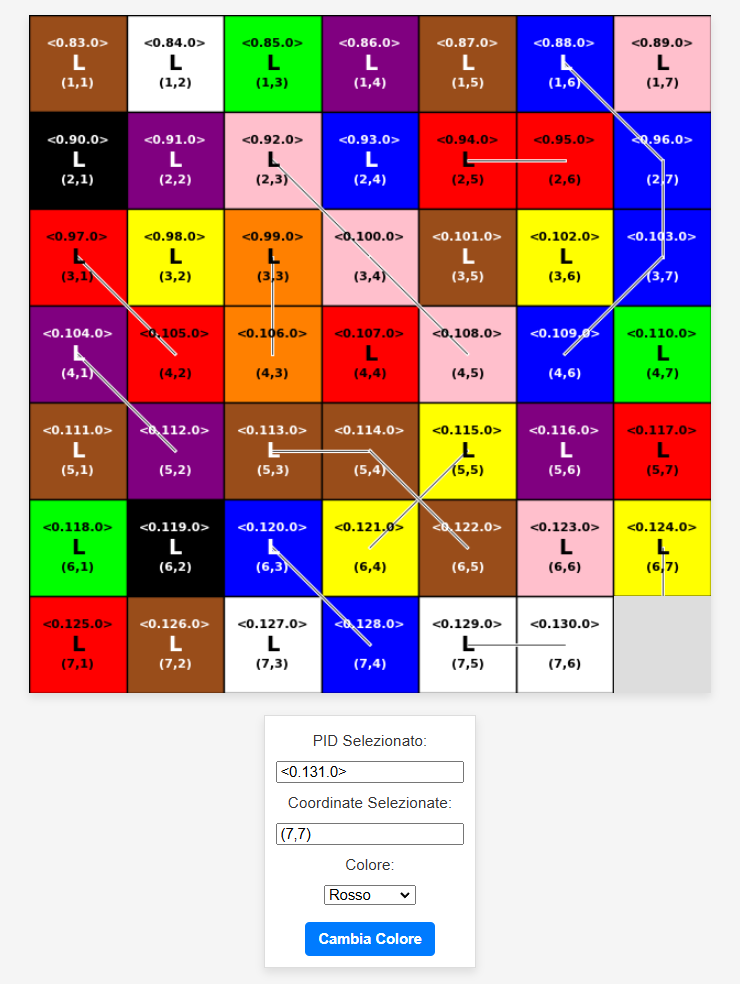 <0.83.0> <0.84.0> <0.85.0> <0.86.0> <0.87.0> <0.88.0> <0.89.0>
L L L L L L L
(1,1) (1,2) (1,3) (1,4) (1,5) (1,6) (1,7)
<0.90.0> <0.91.0> <0.92.0> <0.93.0> <0.94.0> <0.95.0> <0.96.0>
L L L L L
(2,1) (2,2) (2,3) (2,4) (2,5) (2,6) (2,7)
<0.97.0> <0.98.0> <0.99.0> <0.100.0> <0.101.0> <0.102.0> <0.103.0>
L L L L L
(3,1) (3,2) (3,3) (3,4) (3,5) (3,6) (3,7)
<0.104.0> <0.105.0> <0.106.0> <0.107.0> <0.108.0> <0.109.0> <0.110.0>
L L L
(4,1) (4,2) (4,3) (4,4) (4,5) (4,6) (4,7)
<0.111.0> <0.112.0> <0.113.0> <0.114.0> <0.115.0> <0.116.0> <0.117.0>
L L L L L
(5,1) (5,2) (5,3) (5,4) (5,5) (5,6) (5,7)
<0.118.0> <0.119.0> <0.120.0> <0.121.0> <0.122.0> <0.123.0> <0.124.0>
L L L L L
(6,1) (6,2) (6,3) (6,4) (6,5) (6,6) (6,7)
<0.125.0> <0.126.0> <0.127.0> <0.128.0> <0.129.0> <0.130.0>
L L L L
(7,1) (7,2) (7,3) (7,4) (7,5) (7,6)
PID Selezionato:
<0.131.0>
Coordinate Selezionate:
(7,7)
Colore:
Rosso
Cambia Colore